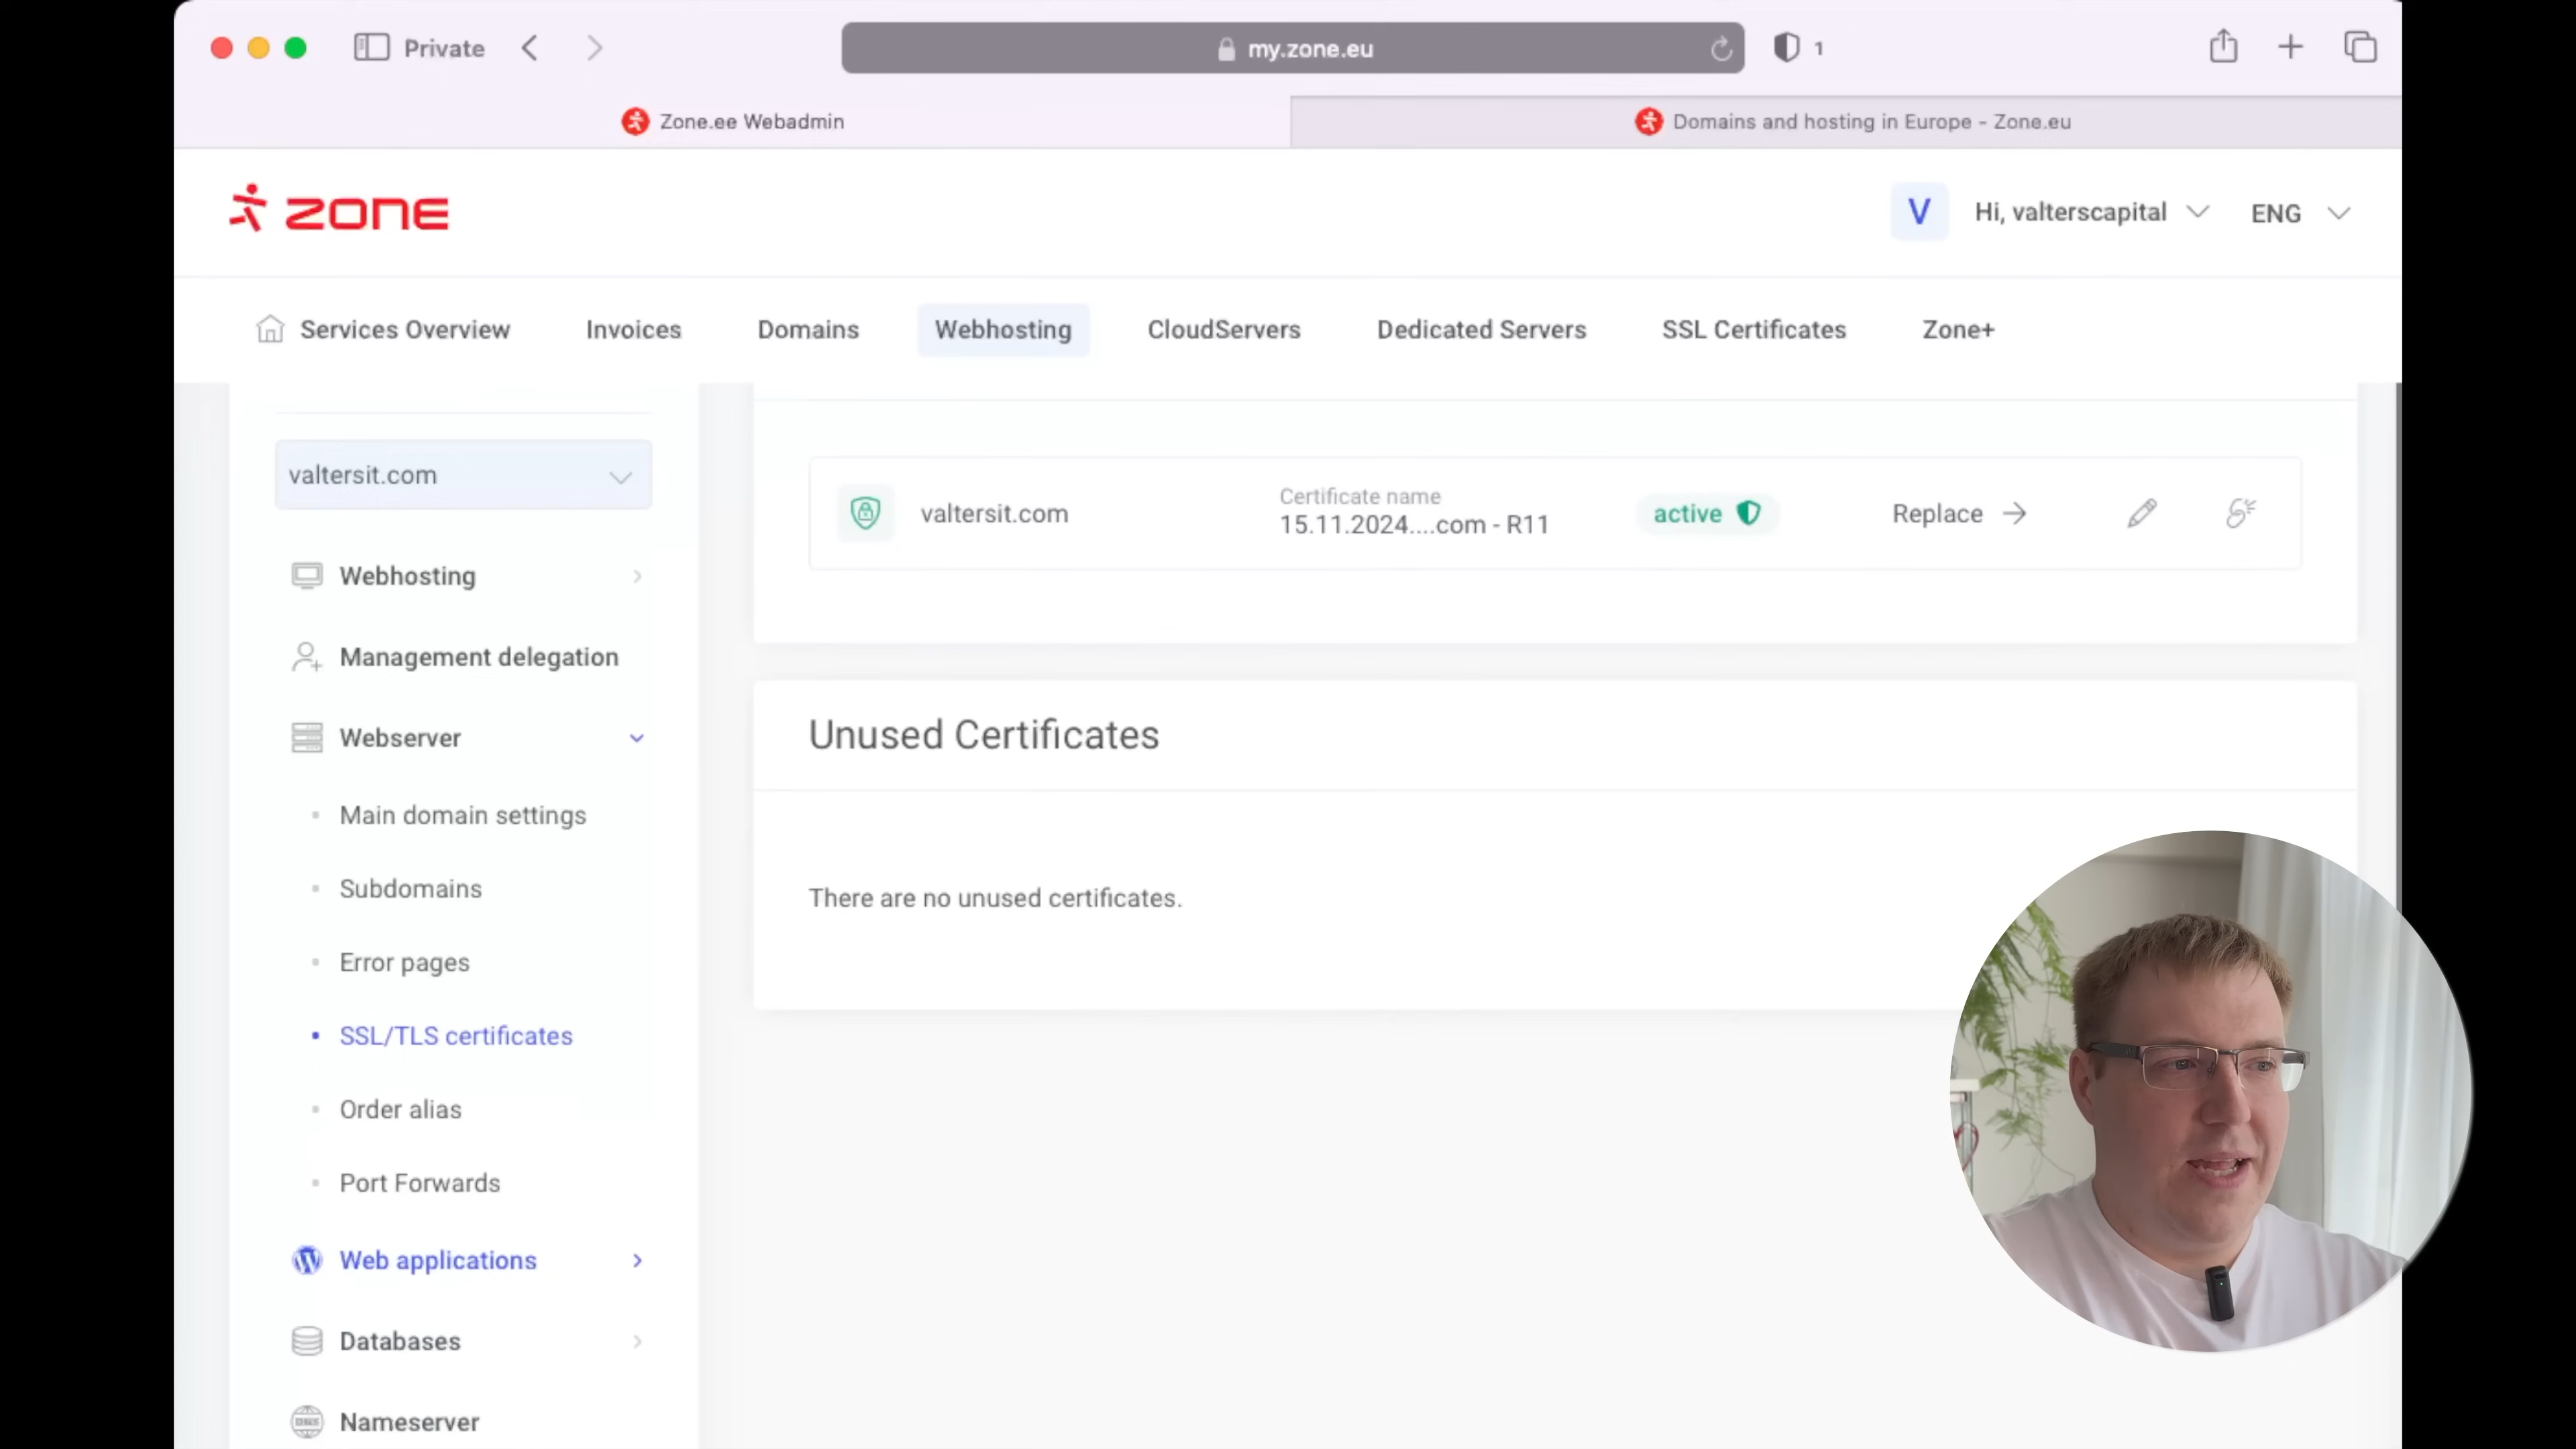 Private
my.zone.eu
1
Zone.ee Webadmin
Domains and hosting in Europe - Zone.eu
ZONE
V
Hi, valterscapital
ENG
Services Overview
Invoices
Domains
Webhosting
CloudServers
Dedicated Servers
SSL Certificates
Zone+
valtersit.com
Webhosting
Management delegation
Webserver
Main domain settings
Subdomains
Error pages
SSL/TLS certificates
Order alias
Port Forwards
Web applications
Databases
Nameserver
valtersit.com
Certificate name
15.11.2024....com - R11
active
Replace
Unused Certificates
There are no unused certificates.